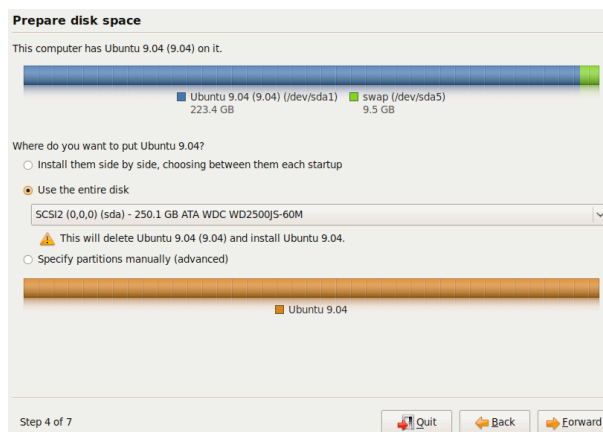 Prepare disk space
This computer has Ubuntu 9.04 (9.04) on it.
Ubuntu 9.04 (9.04) (/dev/sda1) swap (/dev/sda5)
223.4 GB 9.5 GB
Where do you want to put Ubuntu 9.04?
Install them side by side, choosing between them each startup
Use the entire disk
SCSI2 (0,0,0) (sda) - 250.1 GB ATA WDC WD2500JS-60M
This will delete Ubuntu 9.04 (9.04) and install Ubuntu 9.04.
Specify partitions manually (advanced)
Ubuntu 9.04
Step 4 of 7 Quit Back Forward